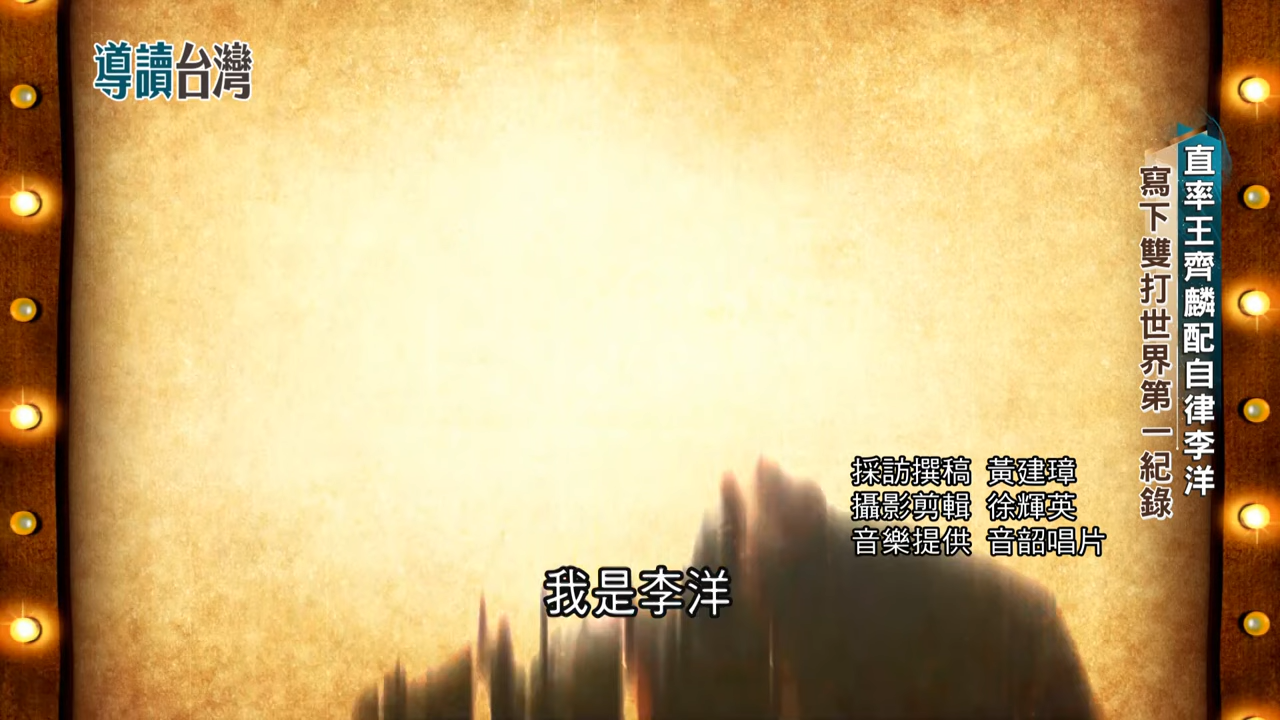 導讀台灣
直率王齊麟配自律李洋
寫下雙打世界第一紀錄
採訪撰稿 黃建璋
攝影剪輯 徐輝英
音樂提供 音韶唱片
我是李洋